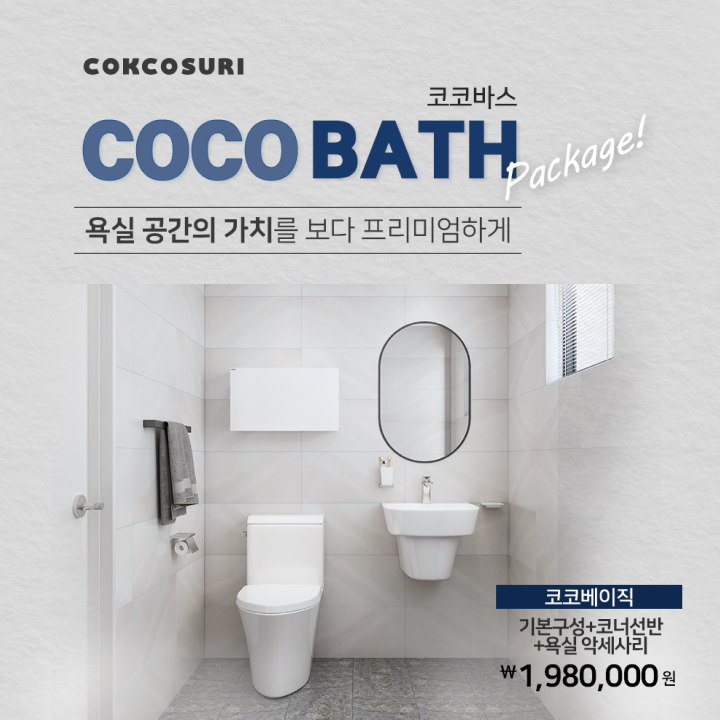 COKCOSURI
코코바스
COCO BATH
Package!
욕실 공간의 가치를 보다 프리미엄하게
코코베이직
기본구성+코너선반
+욕실 악세사리
₩1,980,000원